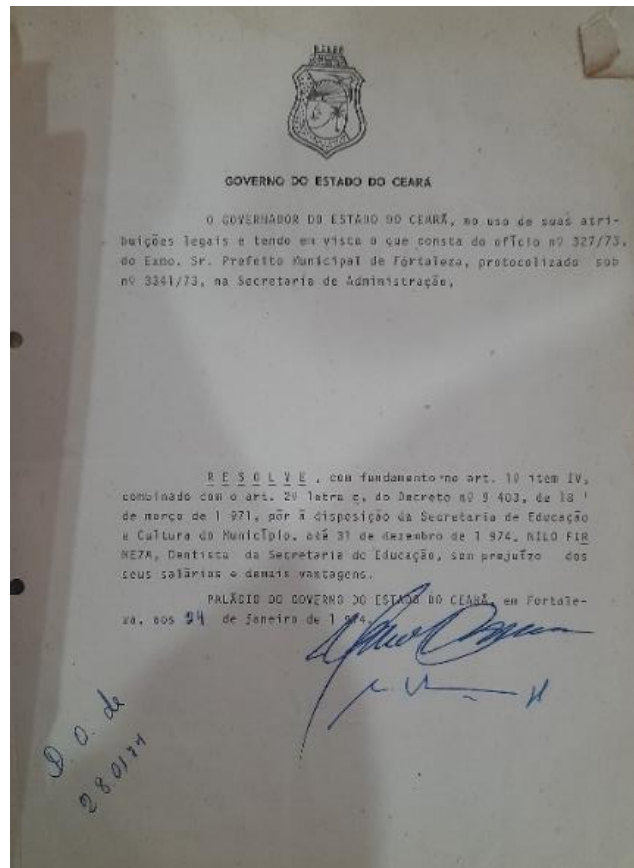 GOVERNO DO ESTADO DO CEARÁ
O GOVERNADOR DO ESTADO DO CEARÁ, no uso de suas atri-
buições legais e tendo em vista o que consta do ofício nº 327/73,
do Exmo. Sr. Prefeito Municipal de Fortaleza, protocolizado sob
nº 3341/73, na Secretaria de Administração,
R E S O L V E , com fundamento no art. 1º item IV,
combinado com o art. 2º letra c, do Decreto nº 9 403, de 18
de março de 1 971, pôr à disposição da Secretaria de Educação
e Cultura do Município, até 31 de dezembro de 1 974, NILO FIR
MEZA, Dentista da Secretaria de Educação, sem prejuízo dos
seus salários e demais vantagens.
PALÁCIO DO GOVERNO DO ESTADO DO CEARÁ, em Fortale-
za, aos 24 de janeiro de 1 974
D. O. de
28.01.74